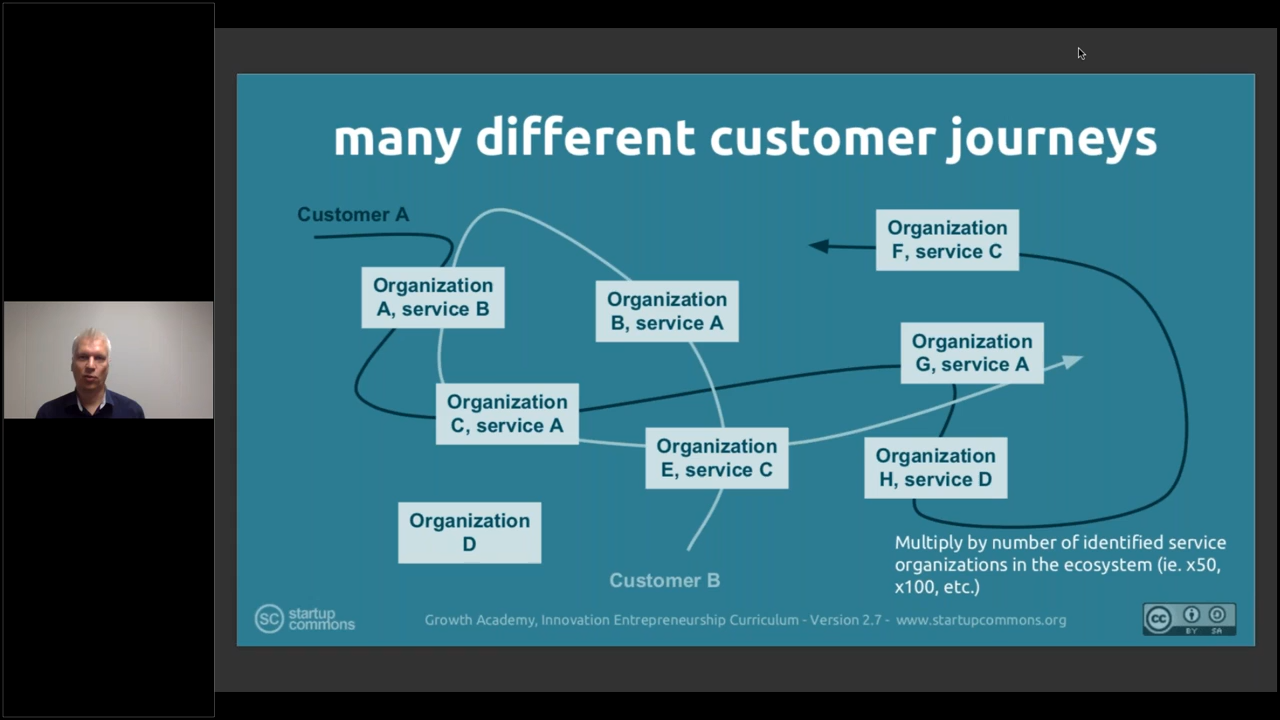 many different customer journeys
Customer A
Organization
F, service C
Organization
A, service B
Organization
B, service A
Organization
G, service A
Organization
C, service A
Organization
E, service C
Organization
H, service D
Organization
D
Multiply by number of identified service
organizations in the ecosystem (ie. x50,
x100, etc.)
Customer B
SC startup
commons
Growth Academy, Innovation Entrepreneurship Curriculum - Version 2.7 - www.startupcommons.org
cc
BY SA